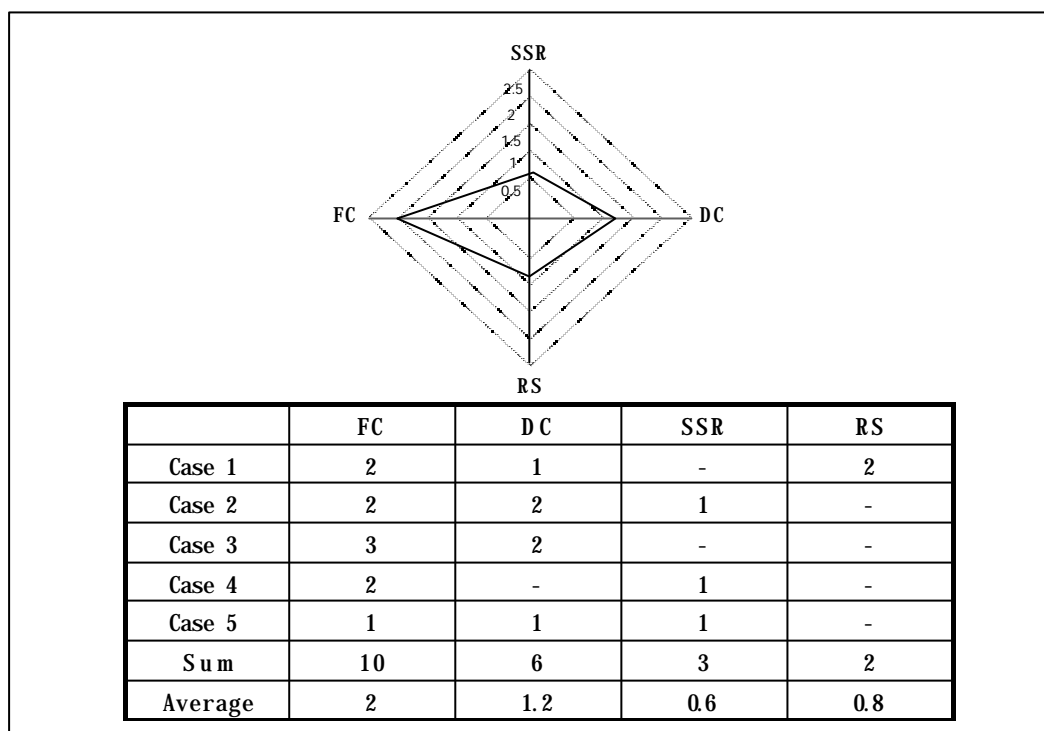 SSR
2.5
2
1.5
1
0.5
FC
DC
RS
FC DC SSR RS
Case 1 2 1 - 2
Case 2 2 2 1 -
Case 3 3 2 - -
Case 4 2 - 1 -
Case 5 1 1 1 -
Sum 10 6 3 2
Average 2 1.2 0.6 0.8